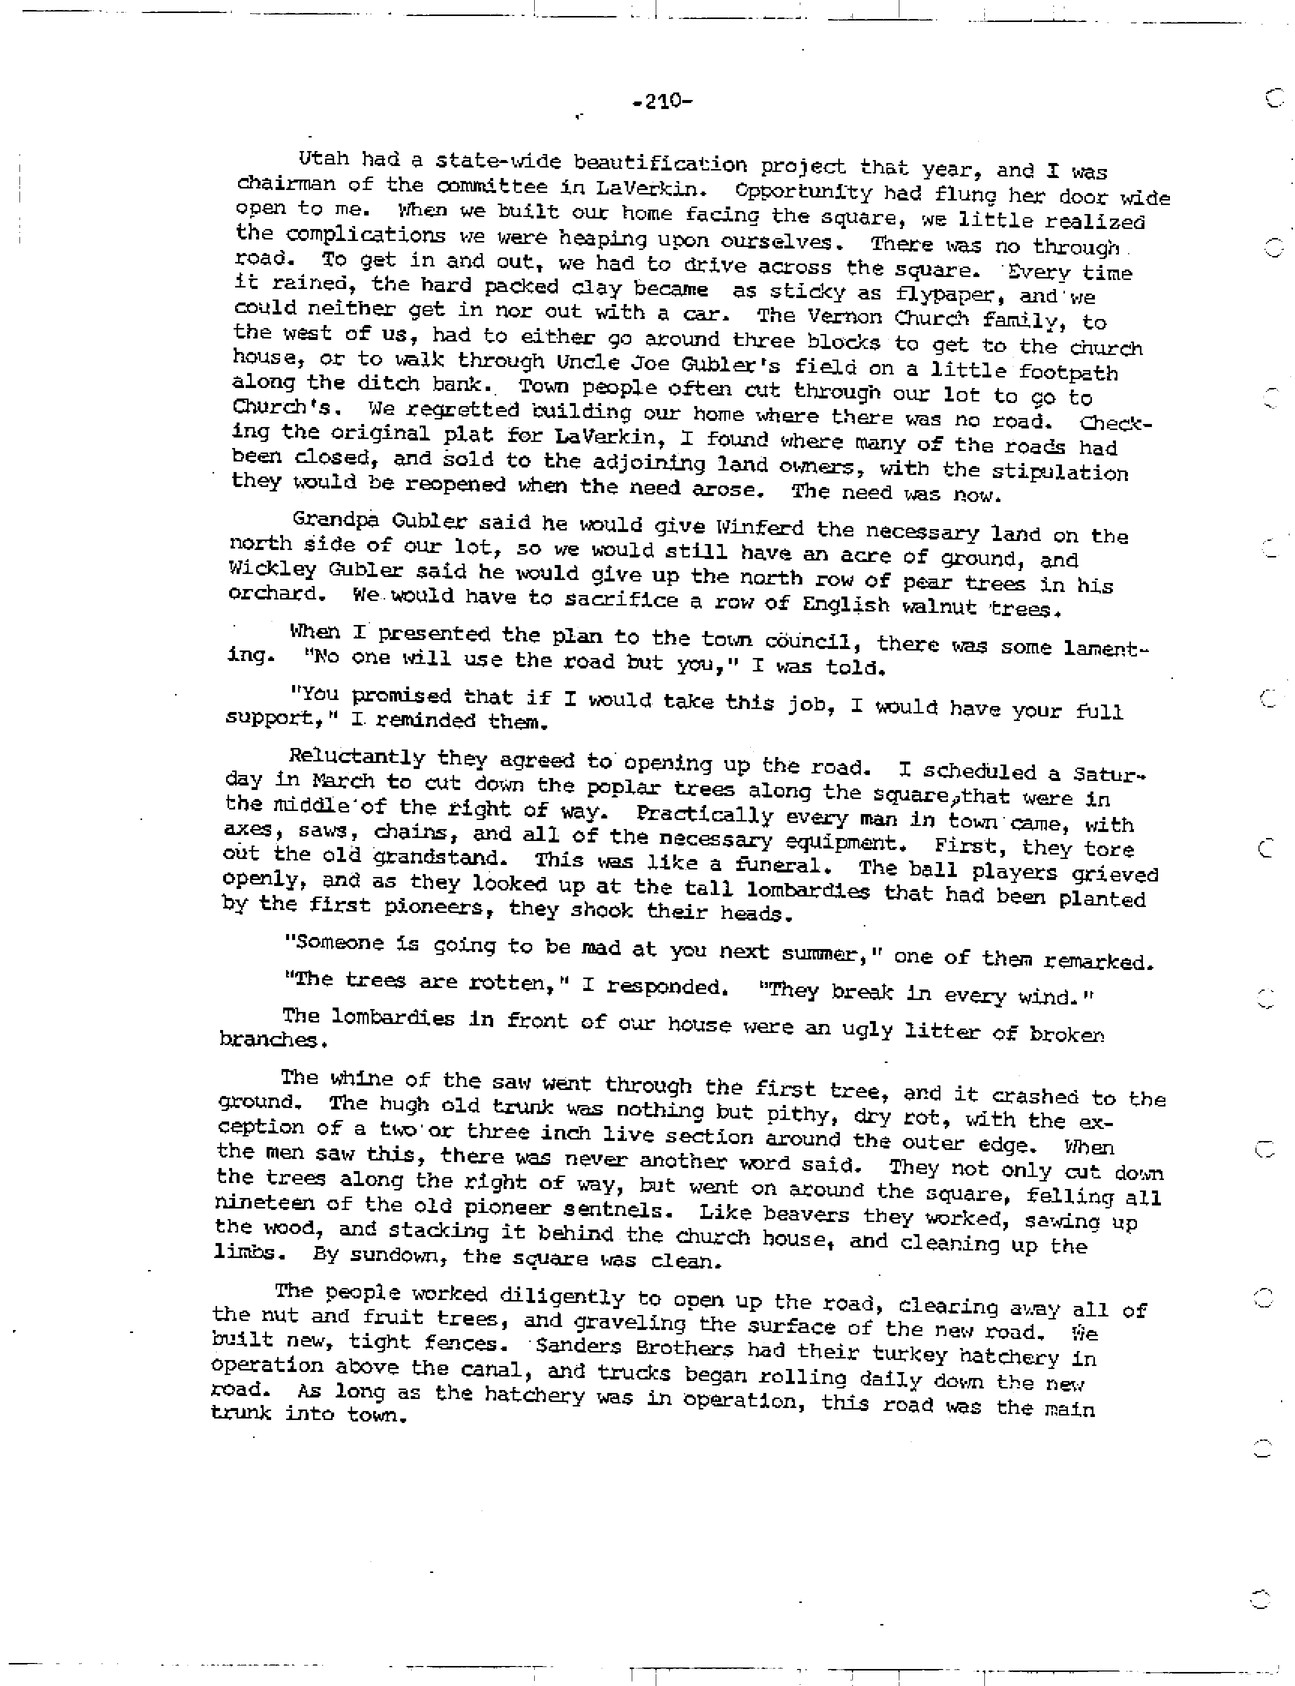 -210-
Utah had a state-wide beautification project that year, and I was
chairman of the committee in LaVerkin. Opportunity had flung her door wide
open to me. When we built our home facing the square, we little realized
the complications we were heaping upon ourselves. There was no through
road. To get in and out, we had to drive across the square. Every time
it rained, the hard packed clay became as sticky as flypaper, and we
could neither get in nor out with a car. The Vernon Church family, to
the west of us, had to either go around three blocks to get to the church
house, or to walk through Uncle Joe Gubler's field on a little footpath
along the ditch bank. Town people often cut through our lot to go to
Church's. We regretted building our home where there was no road. Check-
ing the original plat for LaVerkin, I found where many of the roads had
been closed, and sold to the adjoining land owners, with the stipulation
they would be reopened when the need arose. The need was now.
Grandpa Gubler said he would give Winferd the necessary land on the
north side of our lot, so we would still have an acre of ground, and
Wickley Gubler said he would give up the north row of pear trees in his
orchard. We would have to sacrifice a row of English walnut trees.
When I presented the plan to the town council, there was some lament-
ing. "No one will use the road but you," I was told.
"You promised that if I would take this job, I would have your full
support," I reminded them.
Reluctantly they agreed to opening up the road. I scheduled a Satur-
day in March to cut down the poplar trees along the square,that were in
the middle of the right of way. Practically every man in town came, with
axes, saws, chains, and all of the necessary equipment. First, they tore
out the old grandstand. This was like a funeral. The ball players grieved
openly, and as they looked up at the tall lombardies that had been planted
by the first pioneers, they shook their heads.
"Someone is going to be mad at you next summer," one of them remarked.
"The trees are rotten," I responded. "They break in every wind."
The lombardies in front of our house were an ugly litter of broken
branches.
The whine of the saw went through the first tree, and it crashed to the
ground. The hugh old trunk was nothing but pithy, dry rot, with the ex-
ception of a two or three inch live section around the outer edge. When
the men saw this, there was never another word said. They not only cut down
the trees along the right of way, but went on around the square, felling all
nineteen of the old pioneer sentnels. Like beavers they worked, sawing up
the wood, and stacking it behind the church house, and cleaning up the
limbs. By sundown, the square was clean.
The people worked diligently to open up the road, clearing away all of
the nut and fruit trees, and graveling the surface of the new road. We
built new, tight fences. Sanders Brothers had their turkey hatchery in
operation above the canal, and trucks began rolling daily down the new
road. As long as the hatchery was in operation, this road was the main
trunk into town.